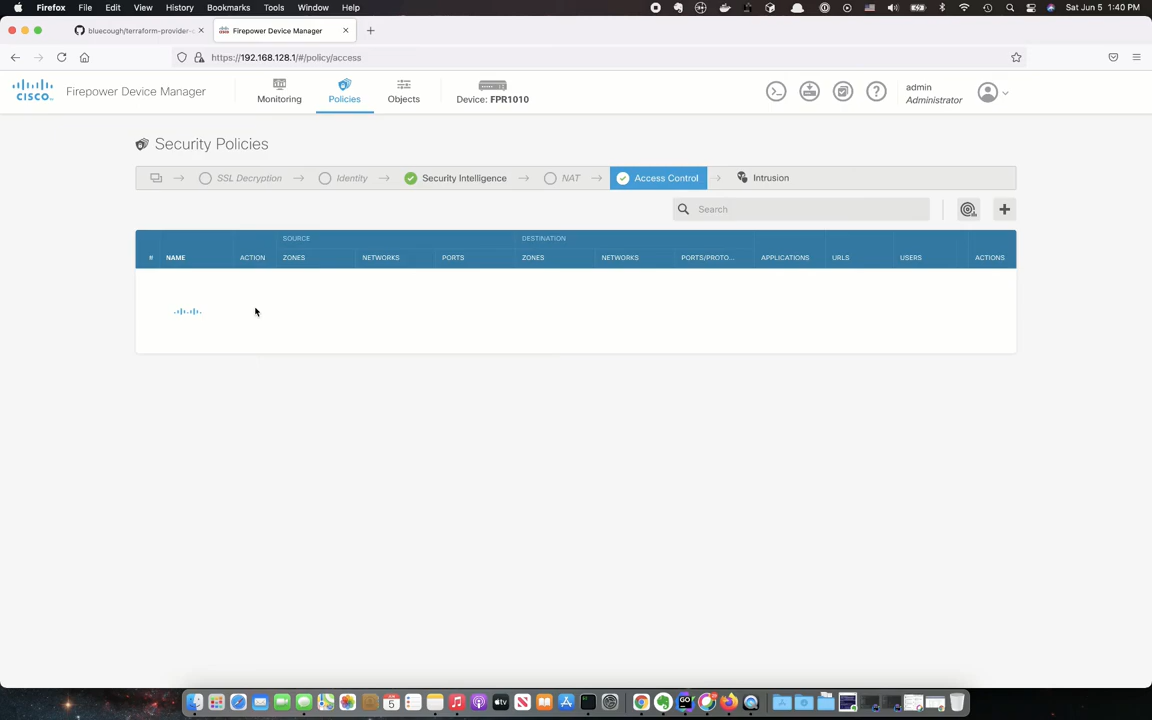 Firefox File Edit View History Bookmarks Tools Window Help Sat Jun 5 1:40 PM
bluecough/terraform-provider-c × Firepower Device Manager ×
https://192.168.128.1/#/policy/access
CISCO Firepower Device Manager
Monitoring Policies Objects Device: FPR1010
admin
Administrator
Security Policies
SSL Decryption Identity Security Intelligence NAT Access Control Intrusion
Search
SOURCE DESTINATION
# NAME ACTION ZONES NETWORKS PORTS ZONES NETWORKS PORTS/PROTO... APPLICATIONS URLS USERS ACTIONS